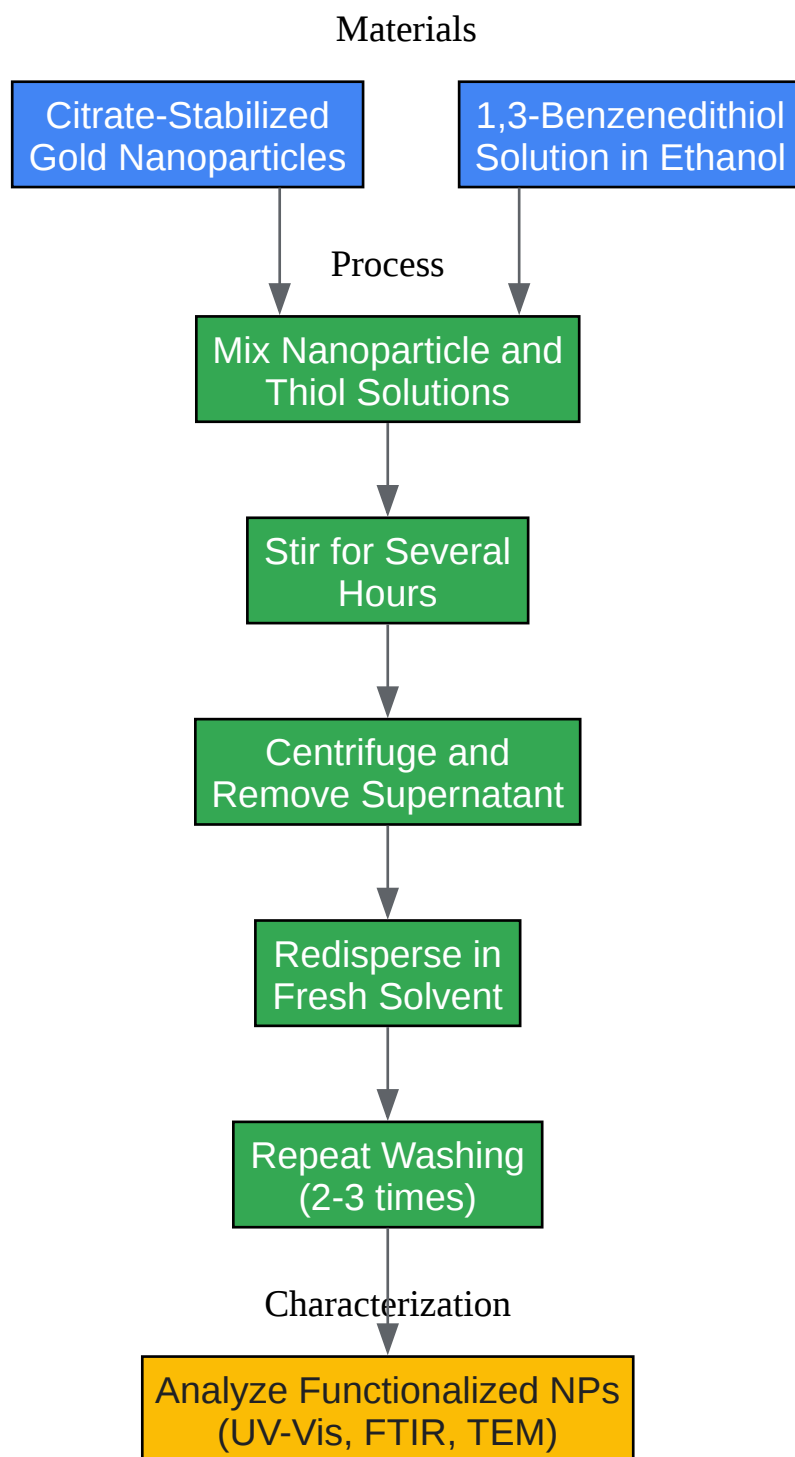 Materials
Citrate-Stabilized
Gold Nanoparticles
1,3-Benzenedithiol
Solution in Ethanol
Process
Mix Nanoparticle and
Thiol Solutions
Stir for Several
Hours
Centrifuge and
Remove Supernatant
Redisperse in
Fresh Solvent
Repeat Washing
(2-3 times)
Characterization
Analyze Functionalized NPs
(UV-Vis, FTIR, TEM)